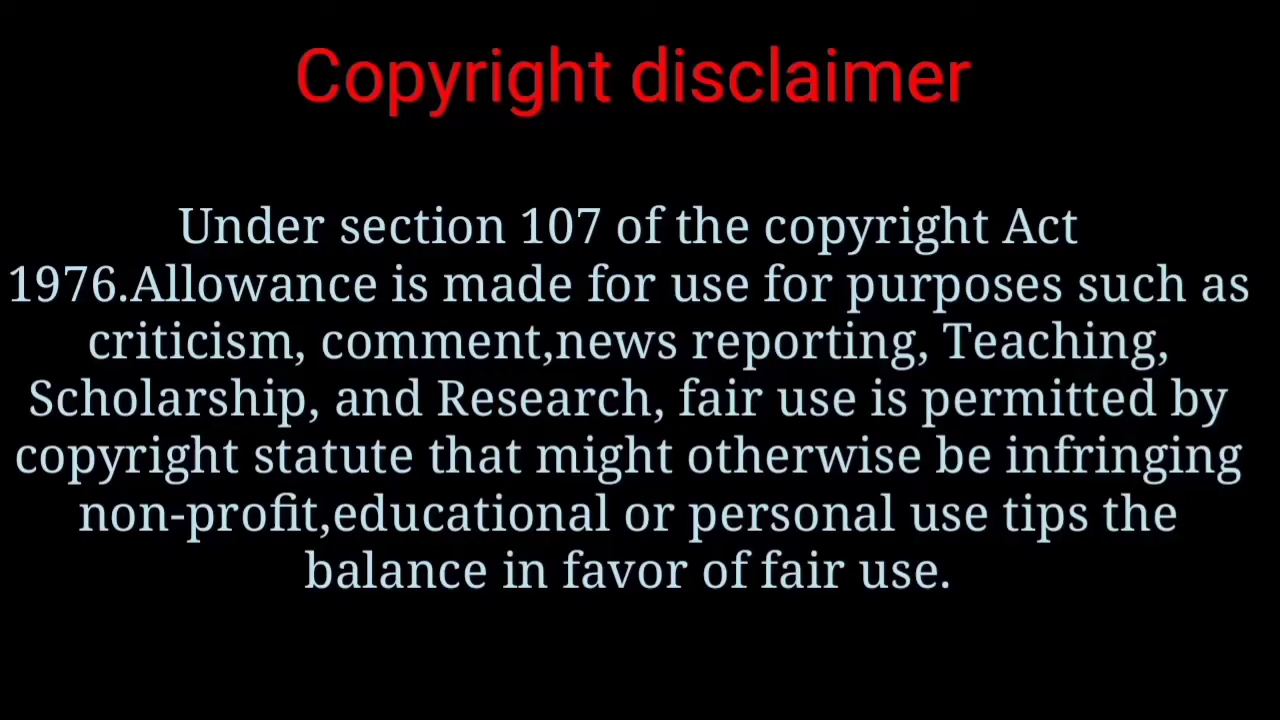 Copyright disclaimer
Under section 107 of the copyright Act
1976.Allowance is made for use for purposes such as
criticism, comment,news reporting, Teaching,
Scholarship, and Research, fair use is permitted by
copyright statute that might otherwise be infringing
non-profit,educational or personal use tips the
balance in favor of fair use.